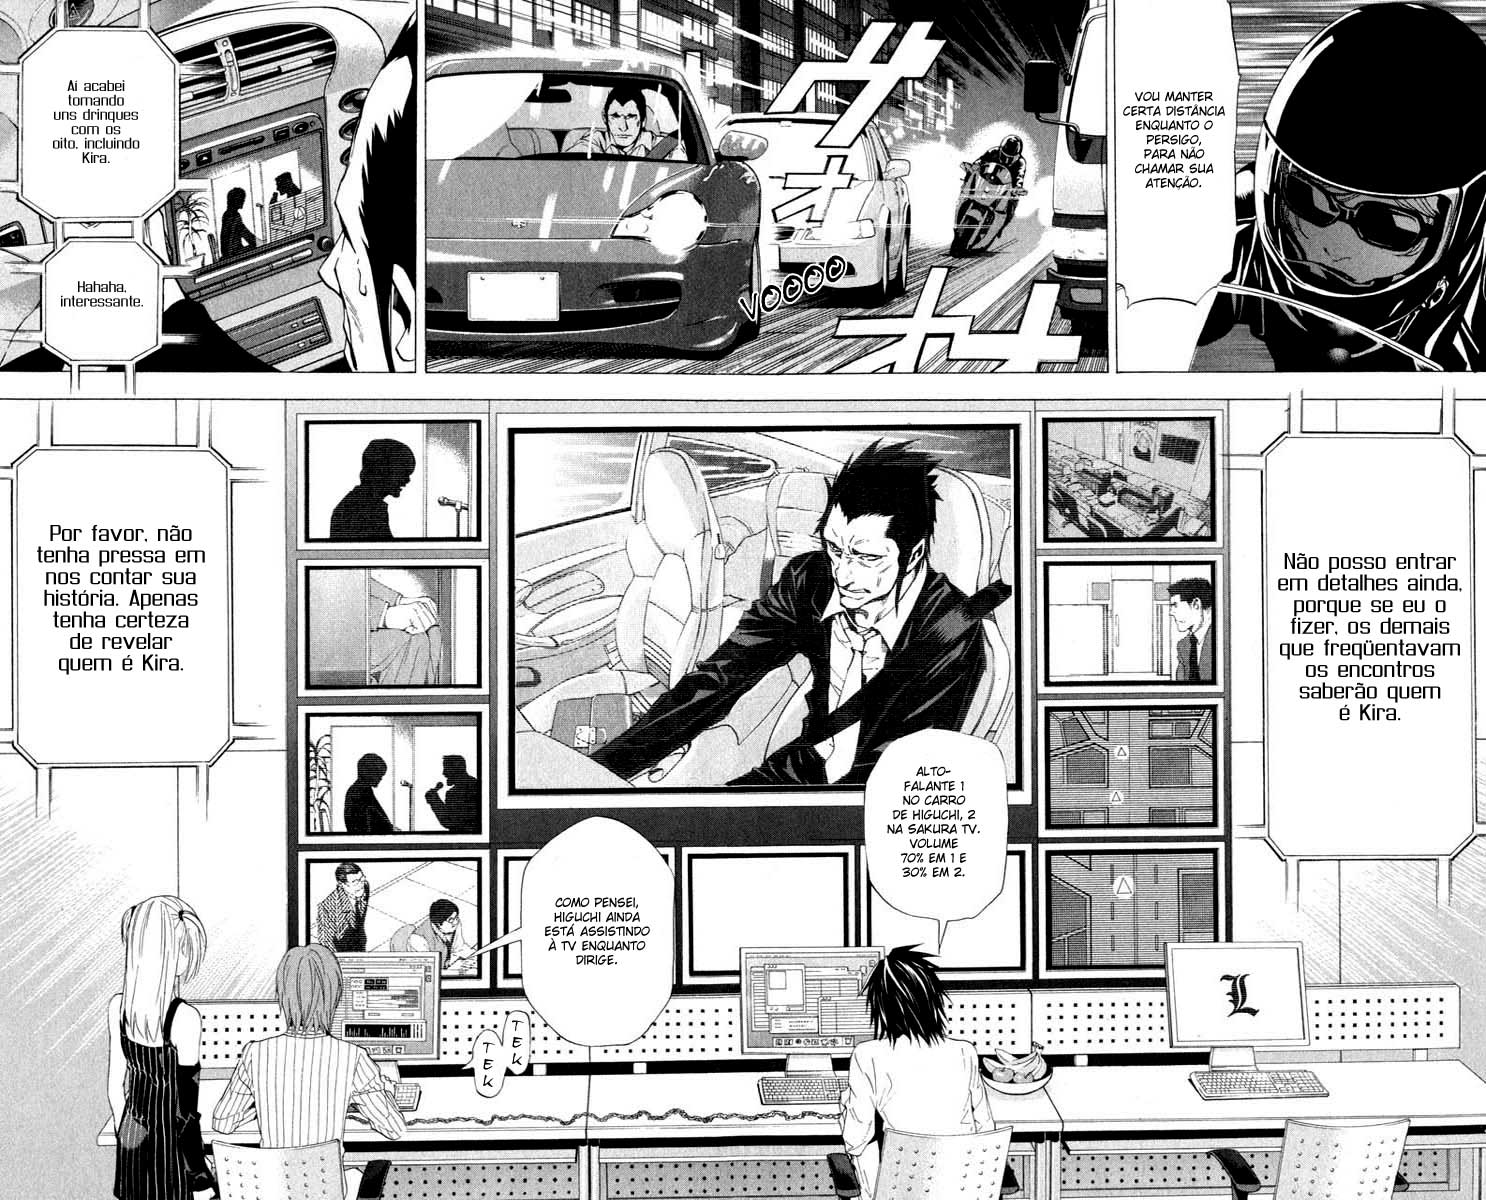 VOU MANTER
CERTA DISTÂNCIA
ENQUANTO O
PERSIGO,
PARA NÃO
CHAMAR SUA
ATENÇÃO.
VOOOO
Aí acabei
tomando
uns drinques
com os
oito, incluindo
Kira.
Hahaha,
interessante.
Não posso entrar
em detalhes ainda,
porque se eu o
fizer, os demais
que freqüentavam
os encontros
saberão quem
é Kira.
Por favor, não
tenha pressa em
nos contar sua
história. Apenas
tenha certeza
de revelar
quem é Kira.
ALTO-
FALANTE 1
NO CARRO
DE HIGUCHI, 2
NA SAKURA TV.
VOLUME
70% EM 1 E
30% EM 2.
COMO PENSEI,
HIGUCHI AINDA
ESTÁ ASSISTINDO
À TV ENQUANTO
DIRIGE.
TEK
TEK
L